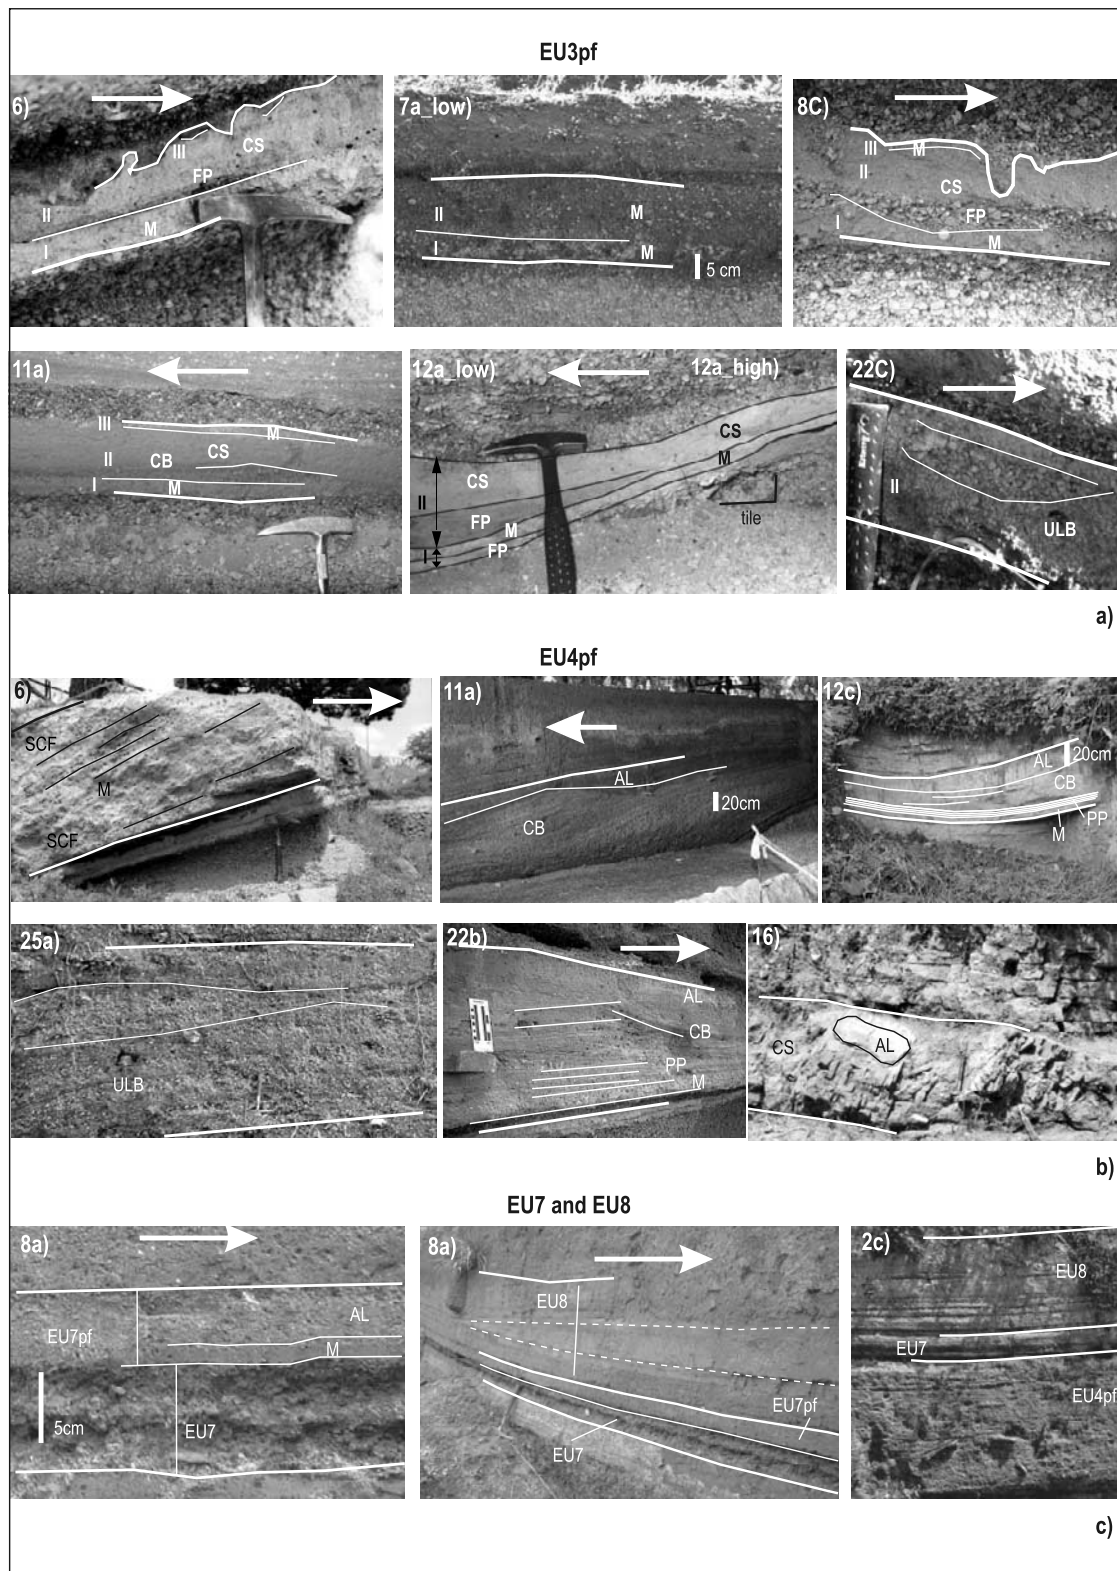 EU3pf
6)
III
CS
FP
II
M
I
7a_low)
II
M
I
M
5 cm
8C)
III
M
II
CS
FP
I
M
11a)
III
M
CS
II
CB
I
M
12a_low)
12a_high)
CS
M
CS
II
FP
M
I
FP
tile
22C)
II
ULB
a)
EU4pf
6)
SCF
M
SCF
11a)
AL
20cm
CB
12c)
20cm
AL
CB
PP
M
25a)
ULB
22b)
AL
CB
PP
M
16)
CS
AL
b)
EU7 and EU8
8a)
AL
EU7pf
M
5cm
EU7
8a)
EU8
EU7pf
EU7
2c)
EU8
EU7
EU4pf
c)